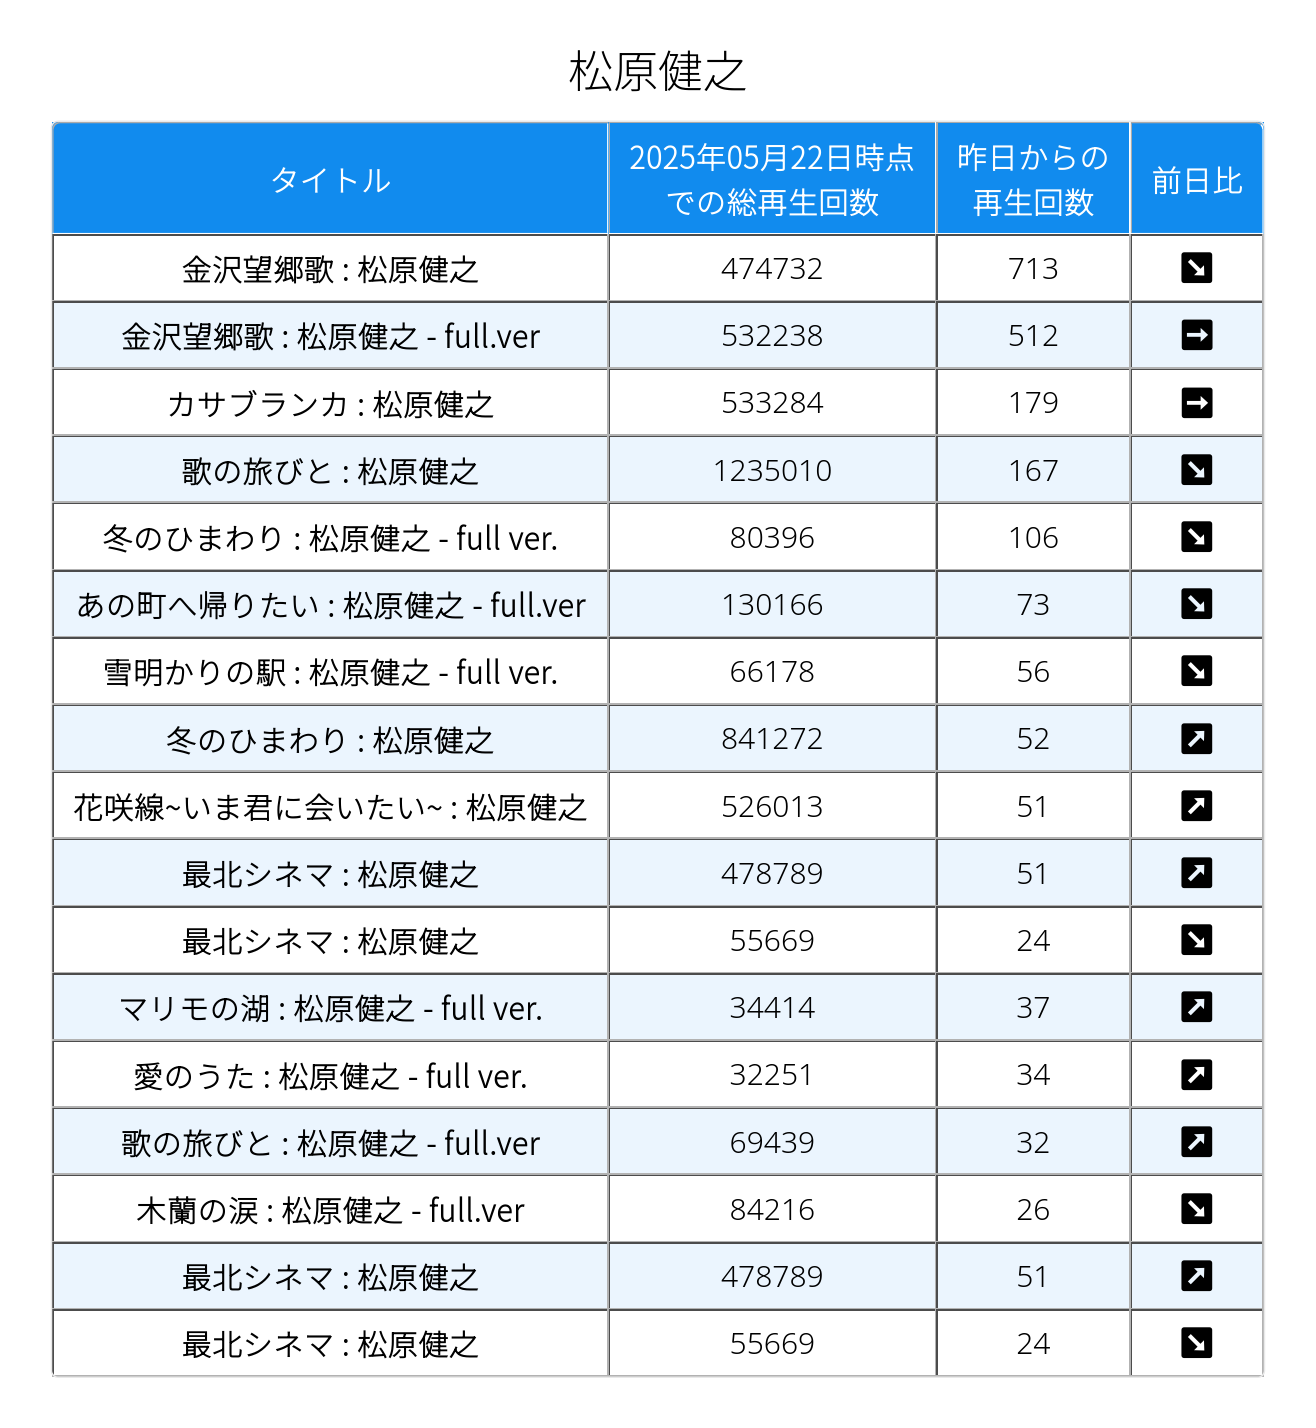 松原健之
タイトル
2025年05月22日時点
での総再生回数
昨日からの
再生回数
前日比
金沢望郷歌 : 松原健之 474732 713 ↘
金沢望郷歌 : 松原健之 - full.ver 532238 512 →
カサブランカ : 松原健之 533284 179 →
歌の旅びと : 松原健之 1235010 167 ↘
冬のひまわり : 松原健之 - full ver. 80396 106 ↘
あの町へ帰りたい : 松原健之 - full.ver 130166 73 ↘
雪明かりの駅 : 松原健之 - full ver. 66178 56 ↘
冬のひまわり : 松原健之 841272 52 ↗
花咲線~いま君に会いたい~ : 松原健之 526013 51 ↗
最北シネマ : 松原健之 478789 51 ↗
最北シネマ : 松原健之 55669 24 ↘
マリモの湖 : 松原健之 - full ver. 34414 37 ↗
愛のうた : 松原健之 - full ver. 32251 34 ↗
歌の旅びと : 松原健之 - full.ver 69439 32 ↗
木蘭の涙 : 松原健之 - full.ver 84216 26 ↘
最北シネマ : 松原健之 478789 51 ↗
最北シネマ : 松原健之 55669 24 ↘